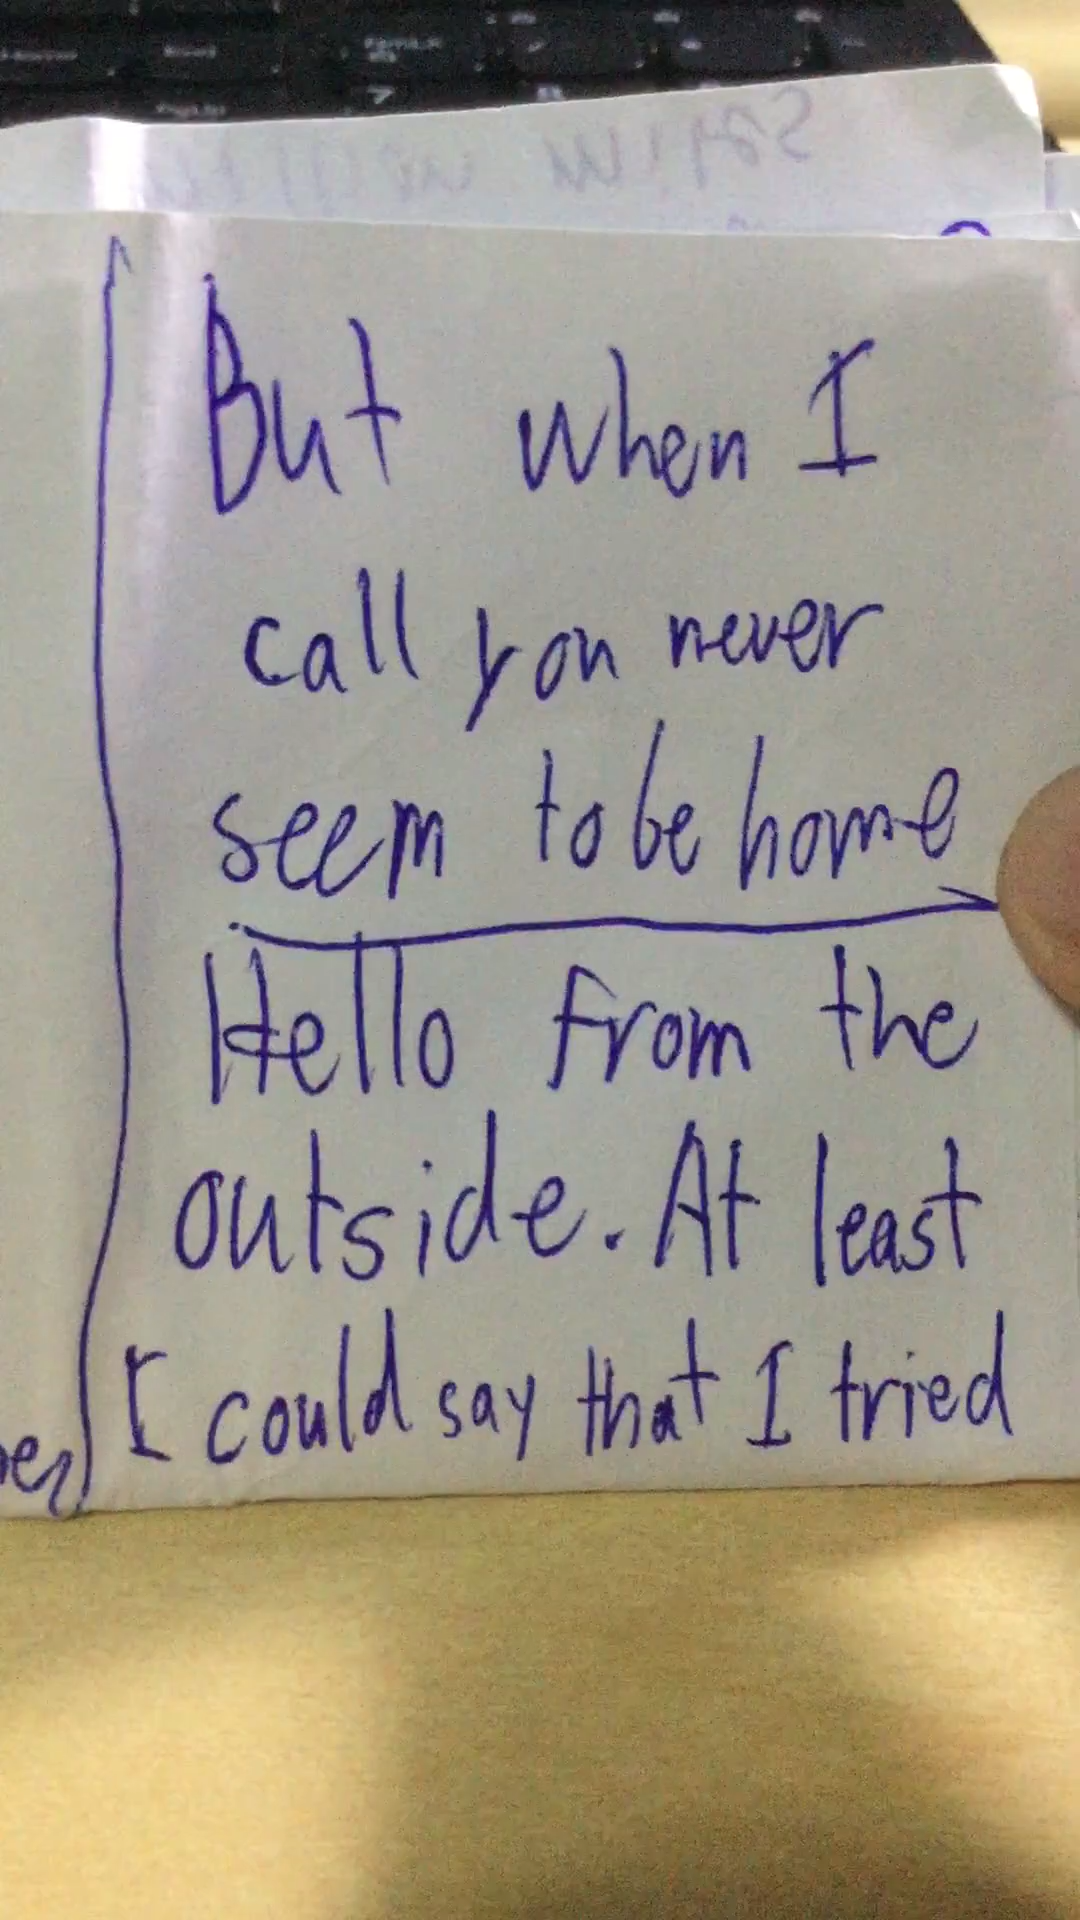 But when I
call you never
seem to be home
Hello from the
outside. At least
I could say that I tried